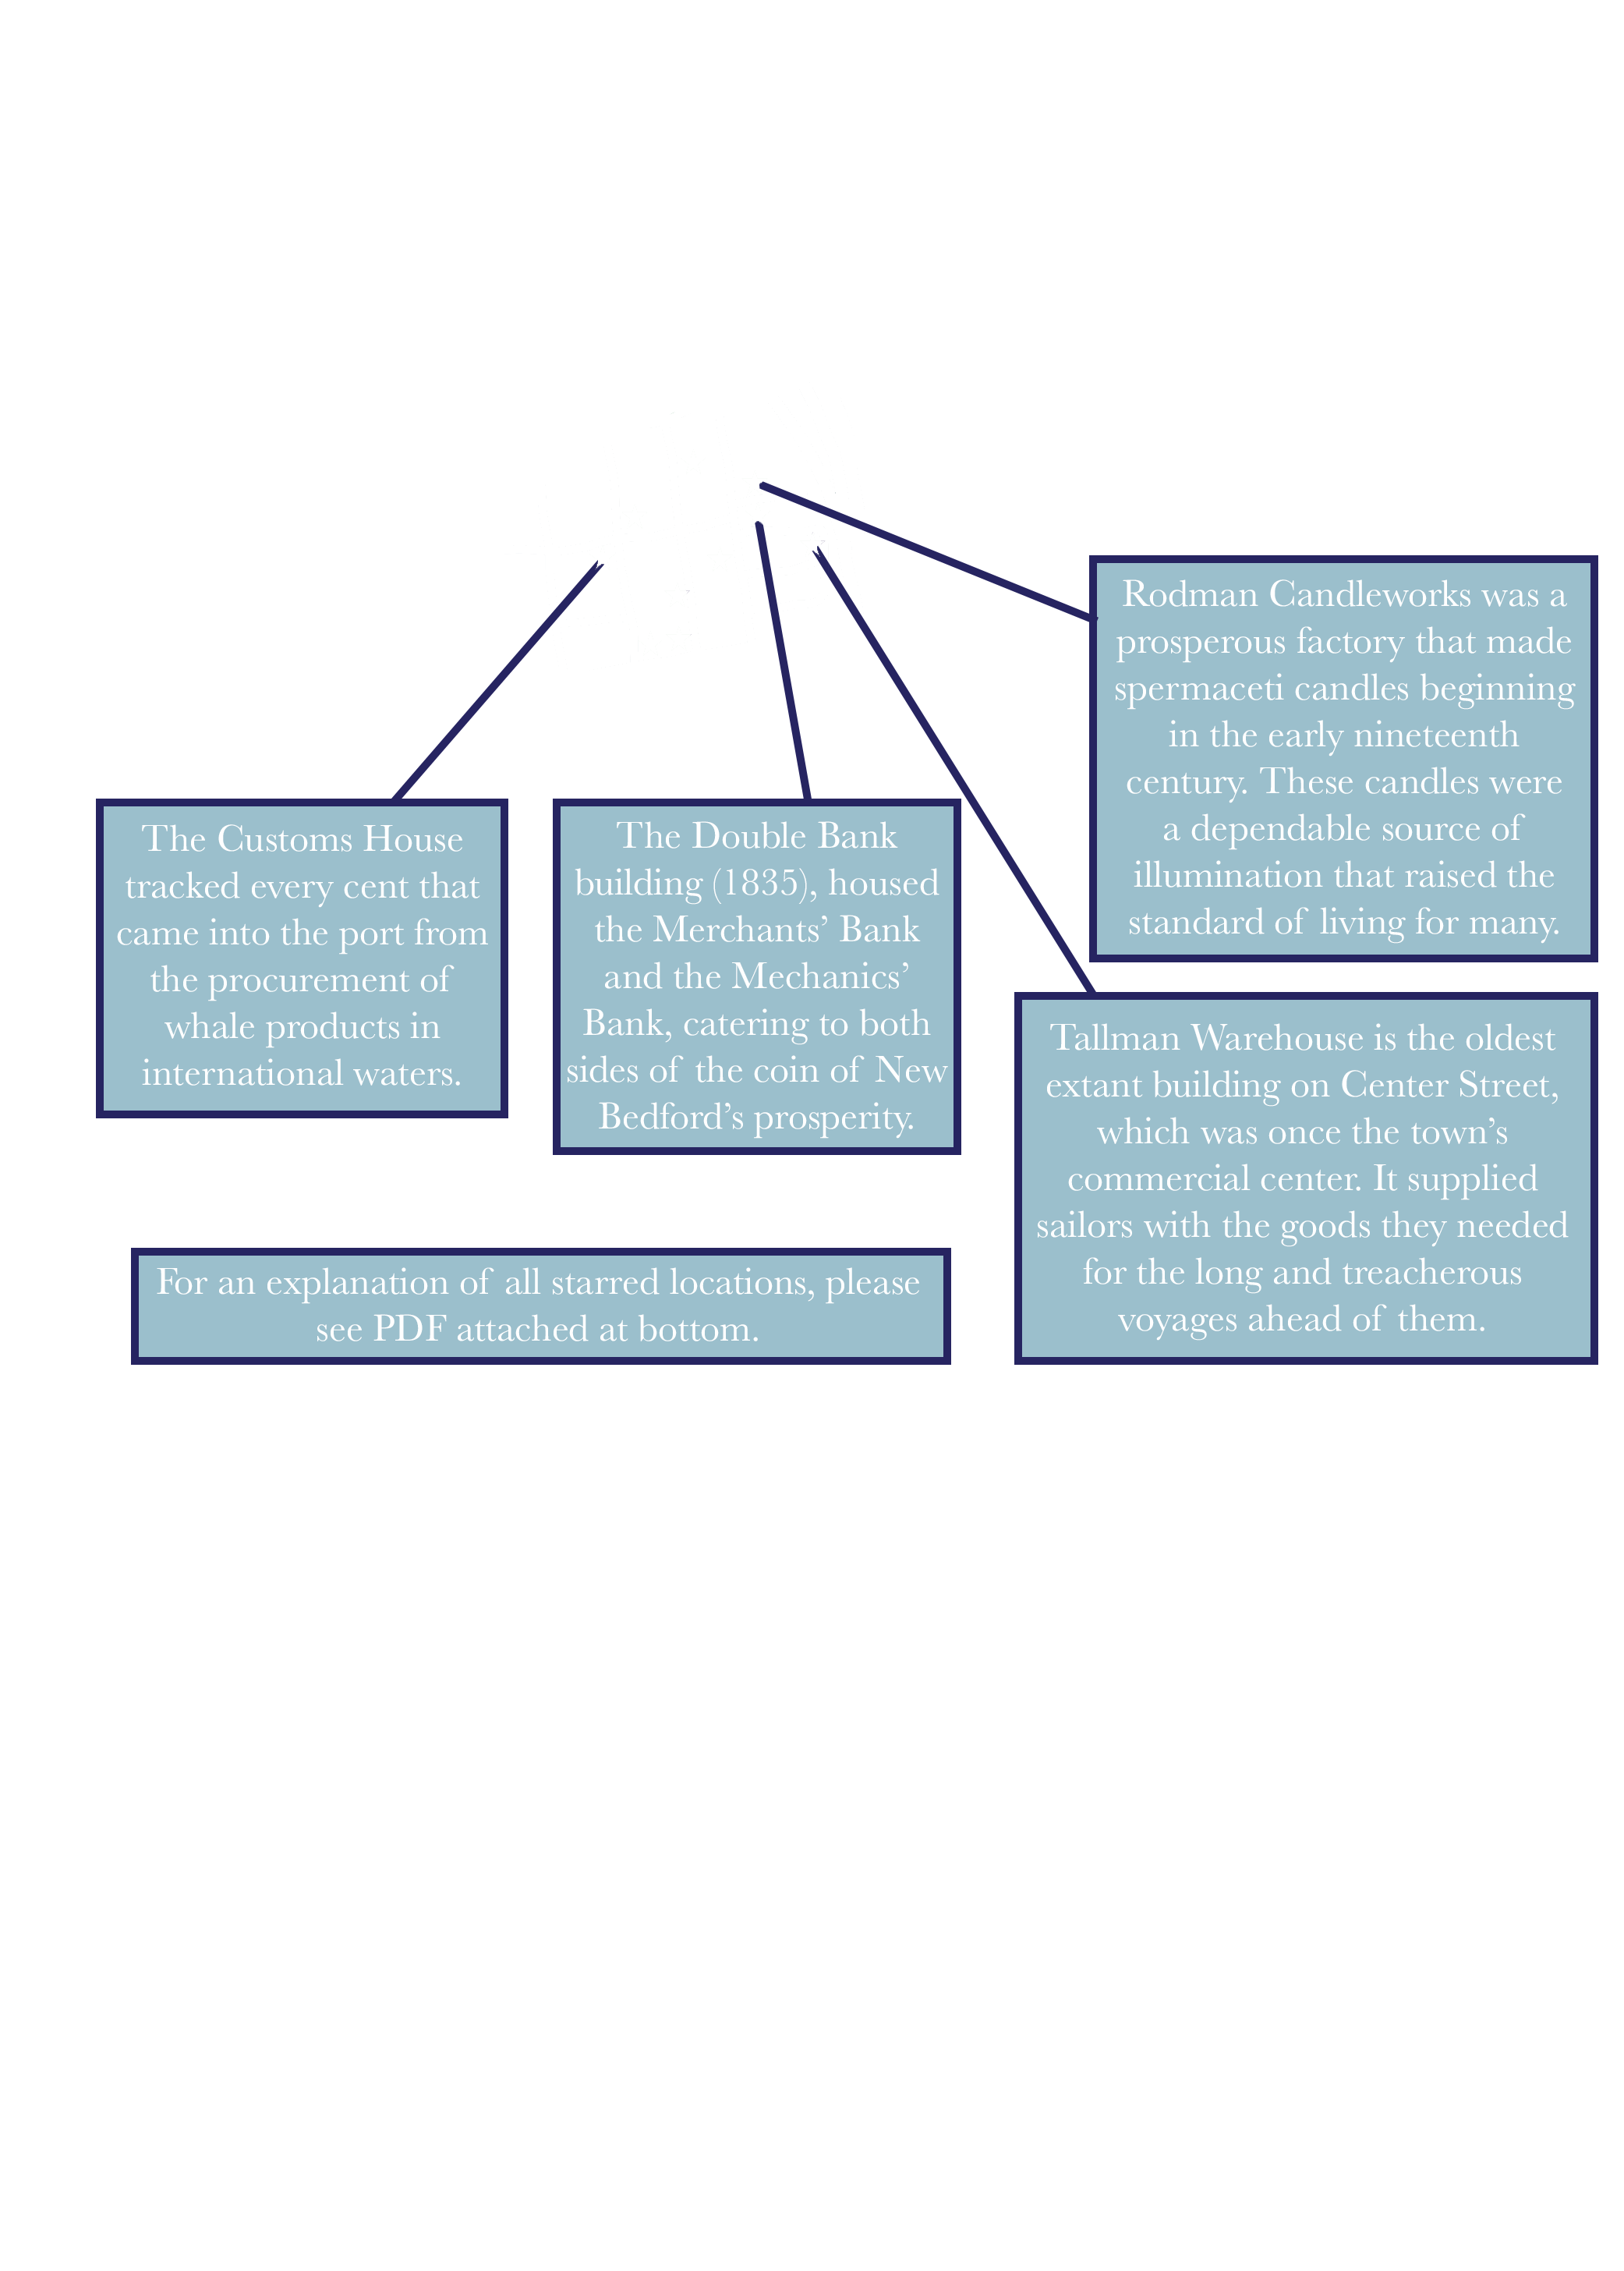 The Customs House
tracked every cent that
came into the port from
the procurement of
whale products in
international waters.
The Double Bank
building (1835), housed
the Merchants’ Bank
and the Mechanics’
Bank, catering to both
sides of the coin of New
Bedford’s prosperity.
Rodman Candleworks was a
prosperous factory that made
spermaceti candles beginning
in the early nineteenth
century. These candles were
a dependable source of
illumination that raised the
standard of living for many.
Tallman Warehouse is the oldest
extant building on Center Street,
which was once the town’s
commercial center. It supplied
sailors with the goods they needed
for the long and treacherous
voyages ahead of them.
For an explanation of all starred locations, please
see PDF attached at bottom.